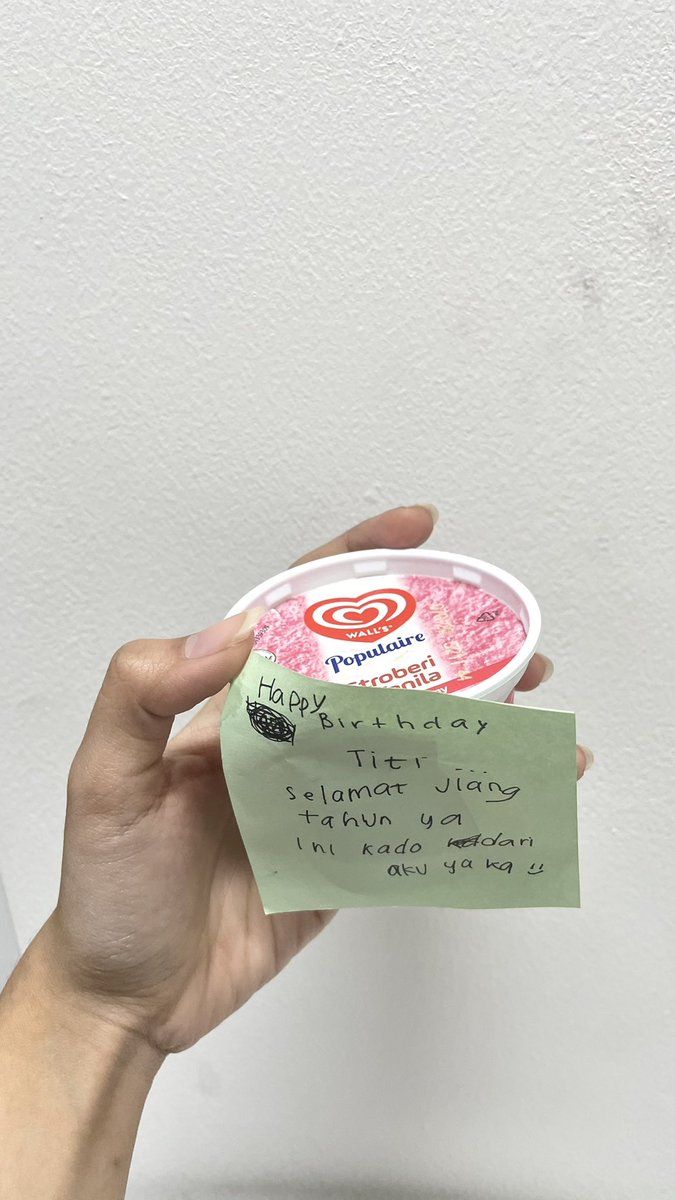 WALL'S
Populaire
Stroberi
Vanila
Happy
Birthday
Titi ...
selamat ulang
tahun ya
ini kado dari
aku ya ka